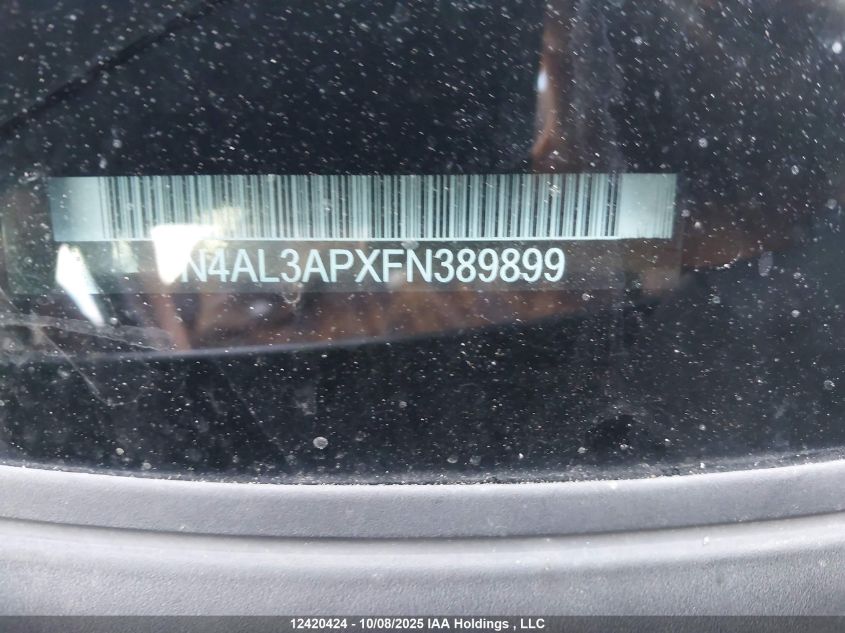 N4AL3APXFN389899
12420424 - 10/08/2025 IAA Holdings , LLC